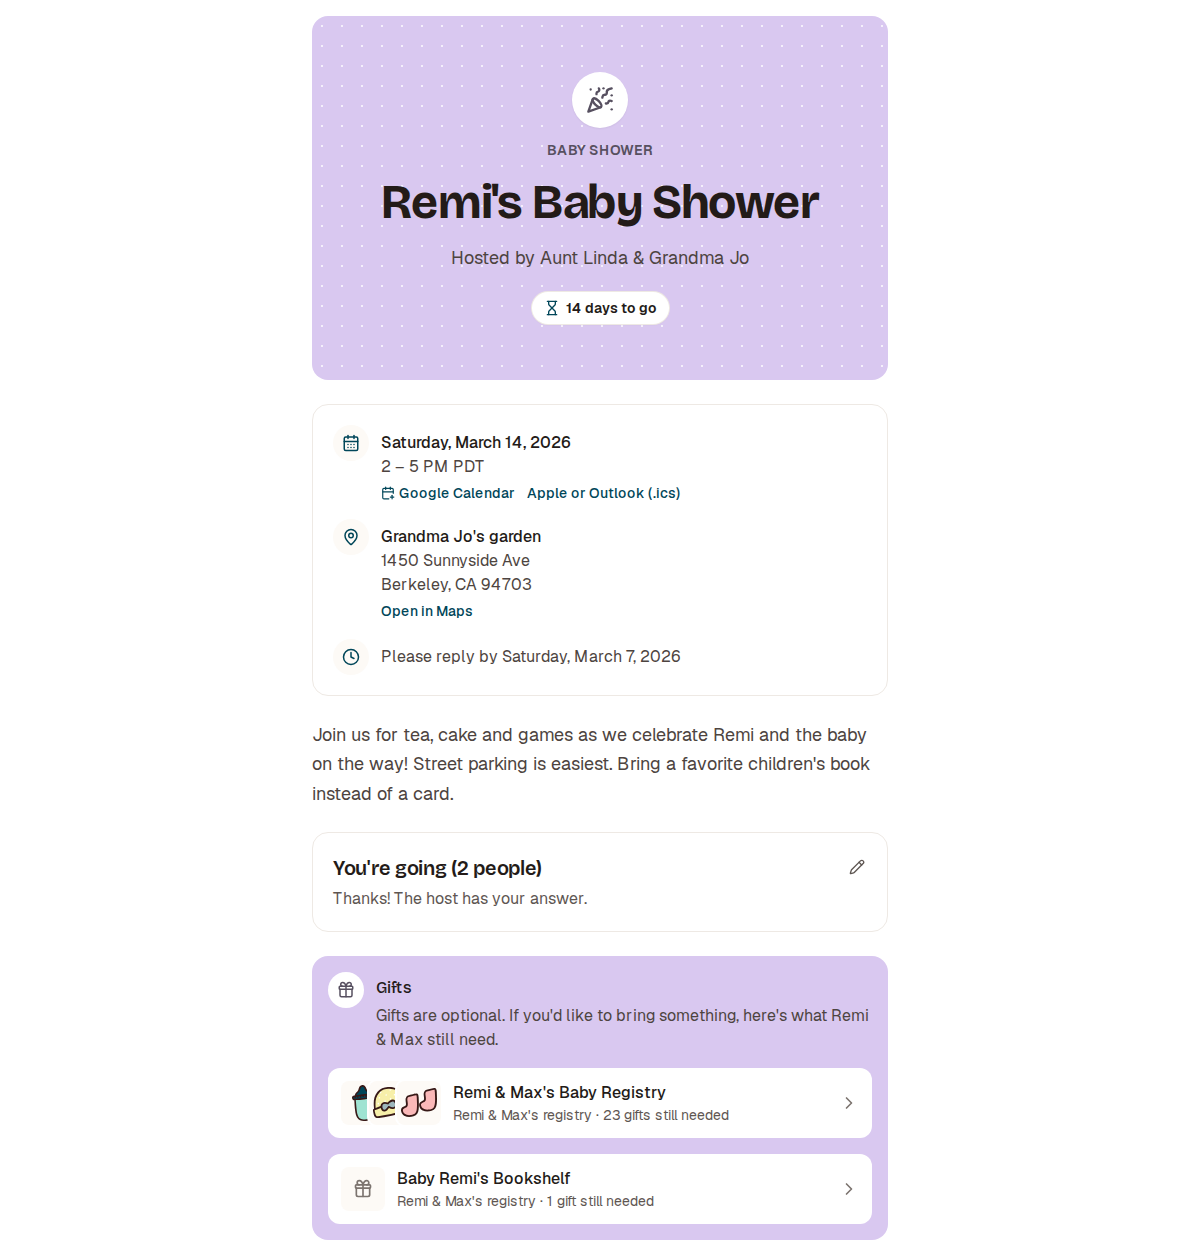 BABY SHOWER
Remi's Baby Shower
Hosted by Aunt Linda & Grandma Jo
14 days to go
Saturday, March 14, 2026
2 – 5 PM PDT
Google Calendar Apple or Outlook (.ics)
Grandma Jo's garden
1450 Sunnyside Ave
Berkeley, CA 94703
Open in Maps
Please reply by Saturday, March 7, 2026
Join us for tea, cake and games as we celebrate Remi and the baby
on the way! Street parking is easiest. Bring a favorite children's book
instead of a card.
You're going (2 people)
Thanks! The host has your answer.
Gifts
Gifts are optional. If you'd like to bring something, here's what Remi
& Max still need.
Remi & Max's Baby Registry
Remi & Max's registry · 23 gifts still needed
Baby Remi's Bookshelf
Remi & Max's registry · 1 gift still needed